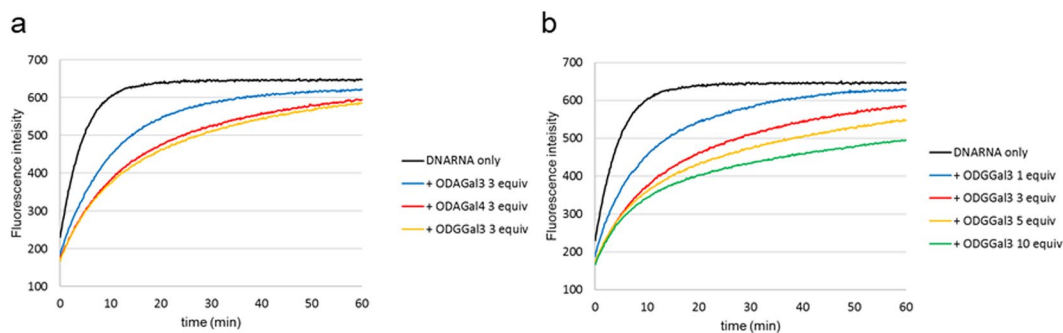 a
700
600
500
400
300
200
100
Fluorescence inteisity
0
10
20
30
40
50
60
time (min)
DNARNA only
+ ODAGal3 3 equiv
+ ODAGal4 3 equiv
+ ODGGal3 3 equiv
b
700
600
500
400
300
200
100
Fluorescence inteisity
0
10
20
30
40
50
60
time (min)
DNARNA only
+ ODGGal3 1 equiv
+ ODGGal3 3 equiv
+ ODGGal3 5 equiv
+ ODGGal3 10 equiv